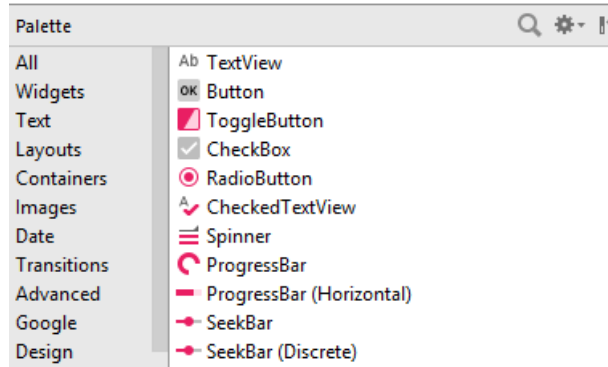 Palette
All
Widgets
Text
Layouts
Containers
Images
Date
Transitions
Advanced
Google
Design
Ab TextView
OK Button
ToggleButton
CheckBox
RadioButton
A CheckedTextView
Spinner
ProgressBar
ProgressBar (Horizontal)
SeekBar
SeekBar (Discrete)